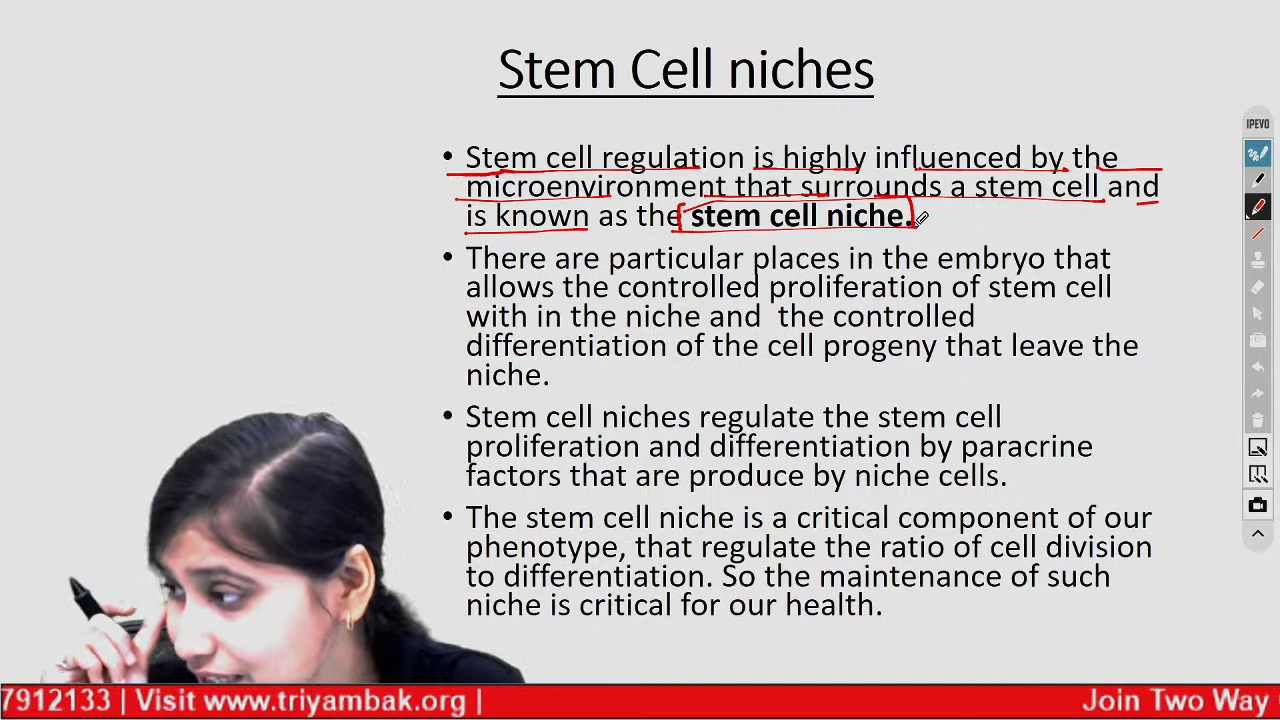 Stem Cell niches
• Stem cell regulation is highly influenced by the
microenvironment that surrounds a stem cell and
is known as the stem cell niche.
• There are particular places in the embryo that
allows the controlled proliferation of stem cell
with in the niche and the controlled
differentiation of the cell progeny that leave the
niche.
• Stem cell niches regulate the stem cell
proliferation and differentiation by paracrine
factors that are produce by niche cells.
• The stem cell niche is a critical component of our
phenotype, that regulate the ratio of cell division
to differentiation. So the maintenance of such
niche is critical for our health.
IPEVO
7912133 | Visit www.triyambak.org | Join Two Way